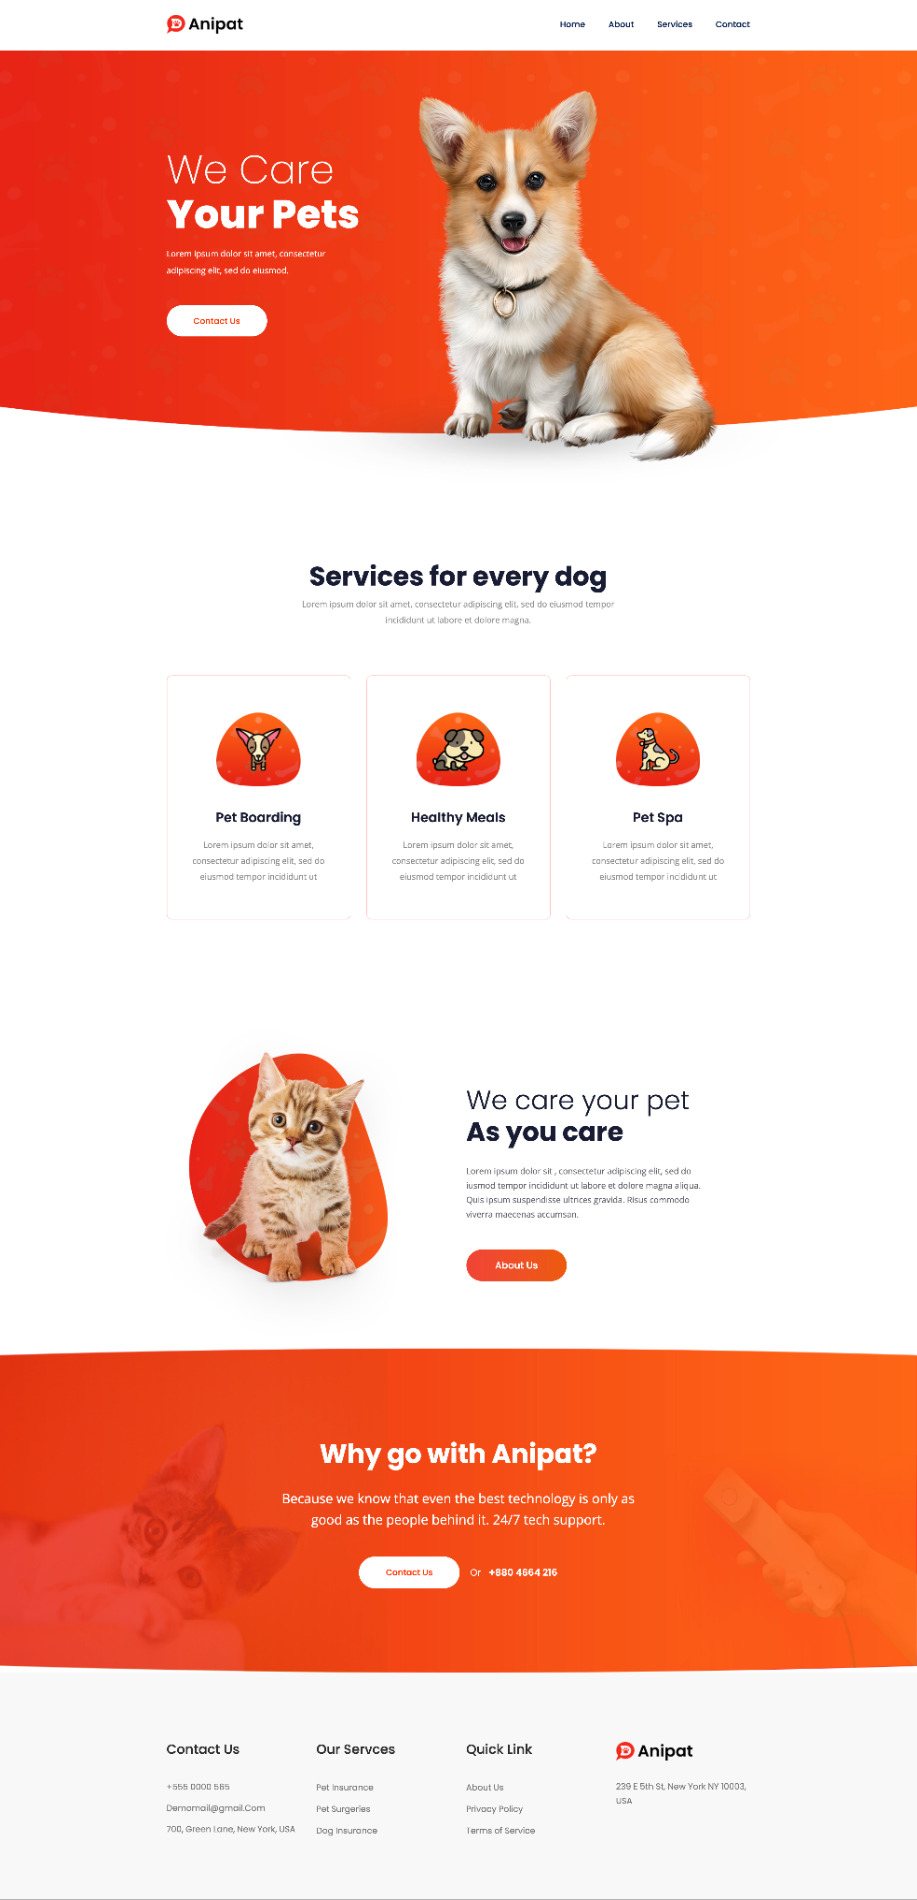 Anipat
Home About Services Contact
We Care
Your Pets
Lorem ipsum dolor sit amet, consectetur
adipiscing elit, sed do eiusmod.
Contact Us
Services for every dog
Lorem ipsum dolor sit amet, consectetur adipiscing elit, sed do eiusmod tempor
incididunt ut labore et dolore magna.
Pet Boarding
Lorem ipsum dolor sit amet,
consectetur adipiscing elit, sed do
eiusmod tempor incididunt ut
Healthy Meals
Lorem ipsum dolor sit amet,
consectetur adipiscing elit, sed do
eiusmod tempor incididunt ut
Pet Spa
Lorem ipsum dolor sit amet,
consectetur adipiscing elit, sed do
eiusmod tempor incididunt ut
We care your pet
As you care
Lorem ipsum dolor sit , consectetur adipiscing elit, sed do
iusmod tempor incididunt ut labore et dolore magna aliqua.
Quis ipsum suspendisse ultrices gravida. Risus commodo
viverra maecenas accumsan.
About Us
Why go with Anipat?
Because we know that even the best technology is only as
good as the people behind it. 24/7 tech support.
Contact Us Or +880 4664 216
Contact Us
+555 0000 565
Demomail@gmail.Com
700, Green Lane, New York, USA
Our Servces
Pet Insurance
Pet Surgeries
Dog Insurance
Quick Link
About Us
Privacy Policy
Terms of Service
Anipat
239 E 5th St, New York NY 10003,
USA